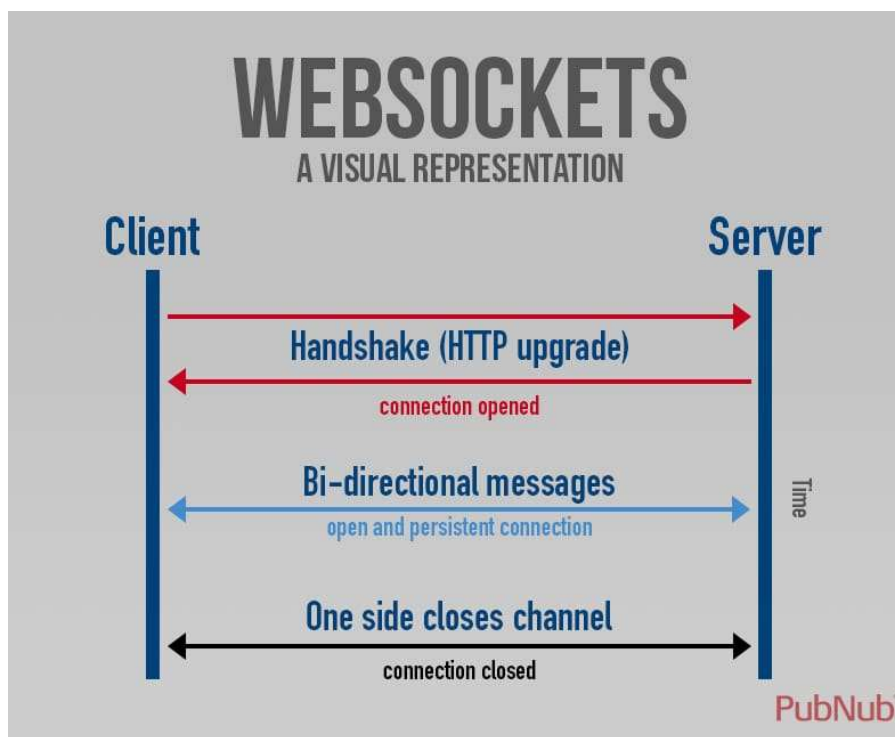 WEBSOCKETS
A VISUAL REPRESENTATION
Client
Server
Handshake (HTTP upgrade)
connection opened
Bi-directional messages
open and persistent connection
Time
One side closes channel
connection closed
PubNub